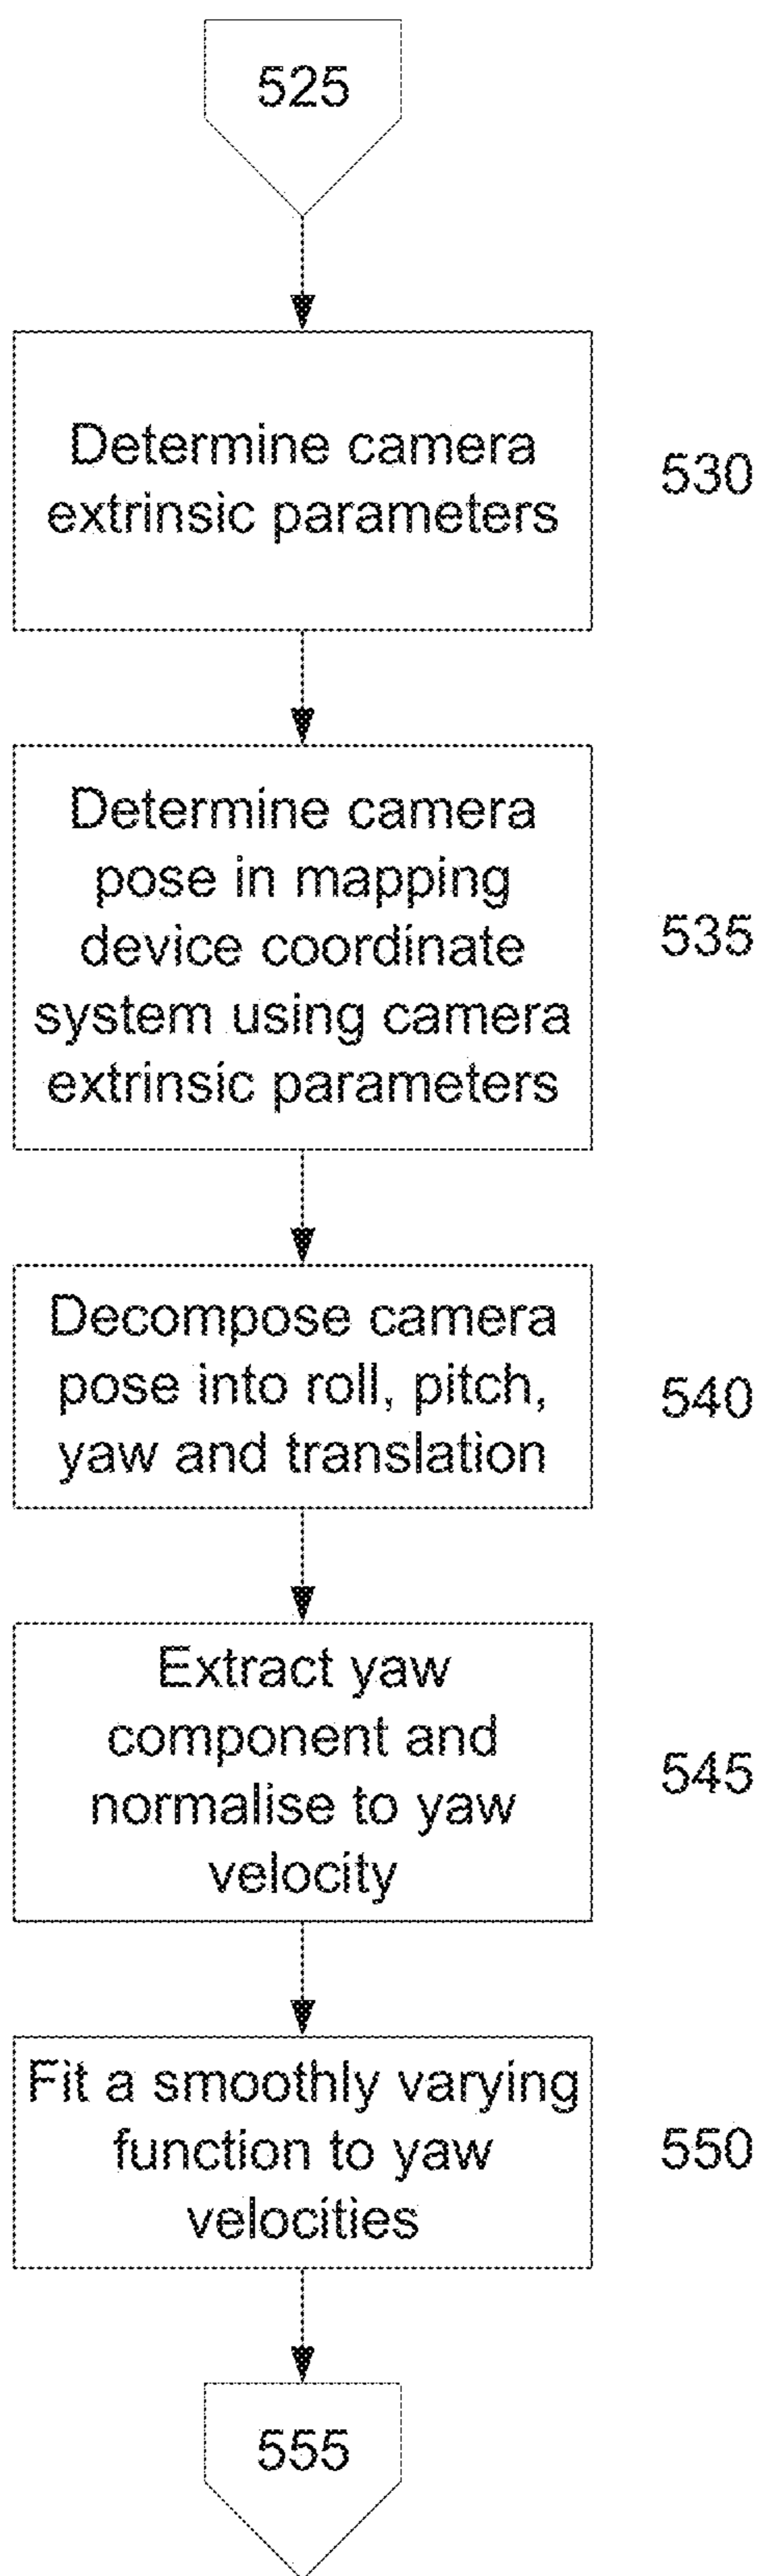 525
Determine camera
extrinsic parameters
530
Determine camera
pose in mapping
device coordinate
system using camera
extrinsic parameters
535
Decompose camera
pose into roll, pitch,
yaw and translation
540
Extract yaw
component and
normalise to yaw
velocity
545
Fit a smoothly varying
function to yaw
velocities
550
555